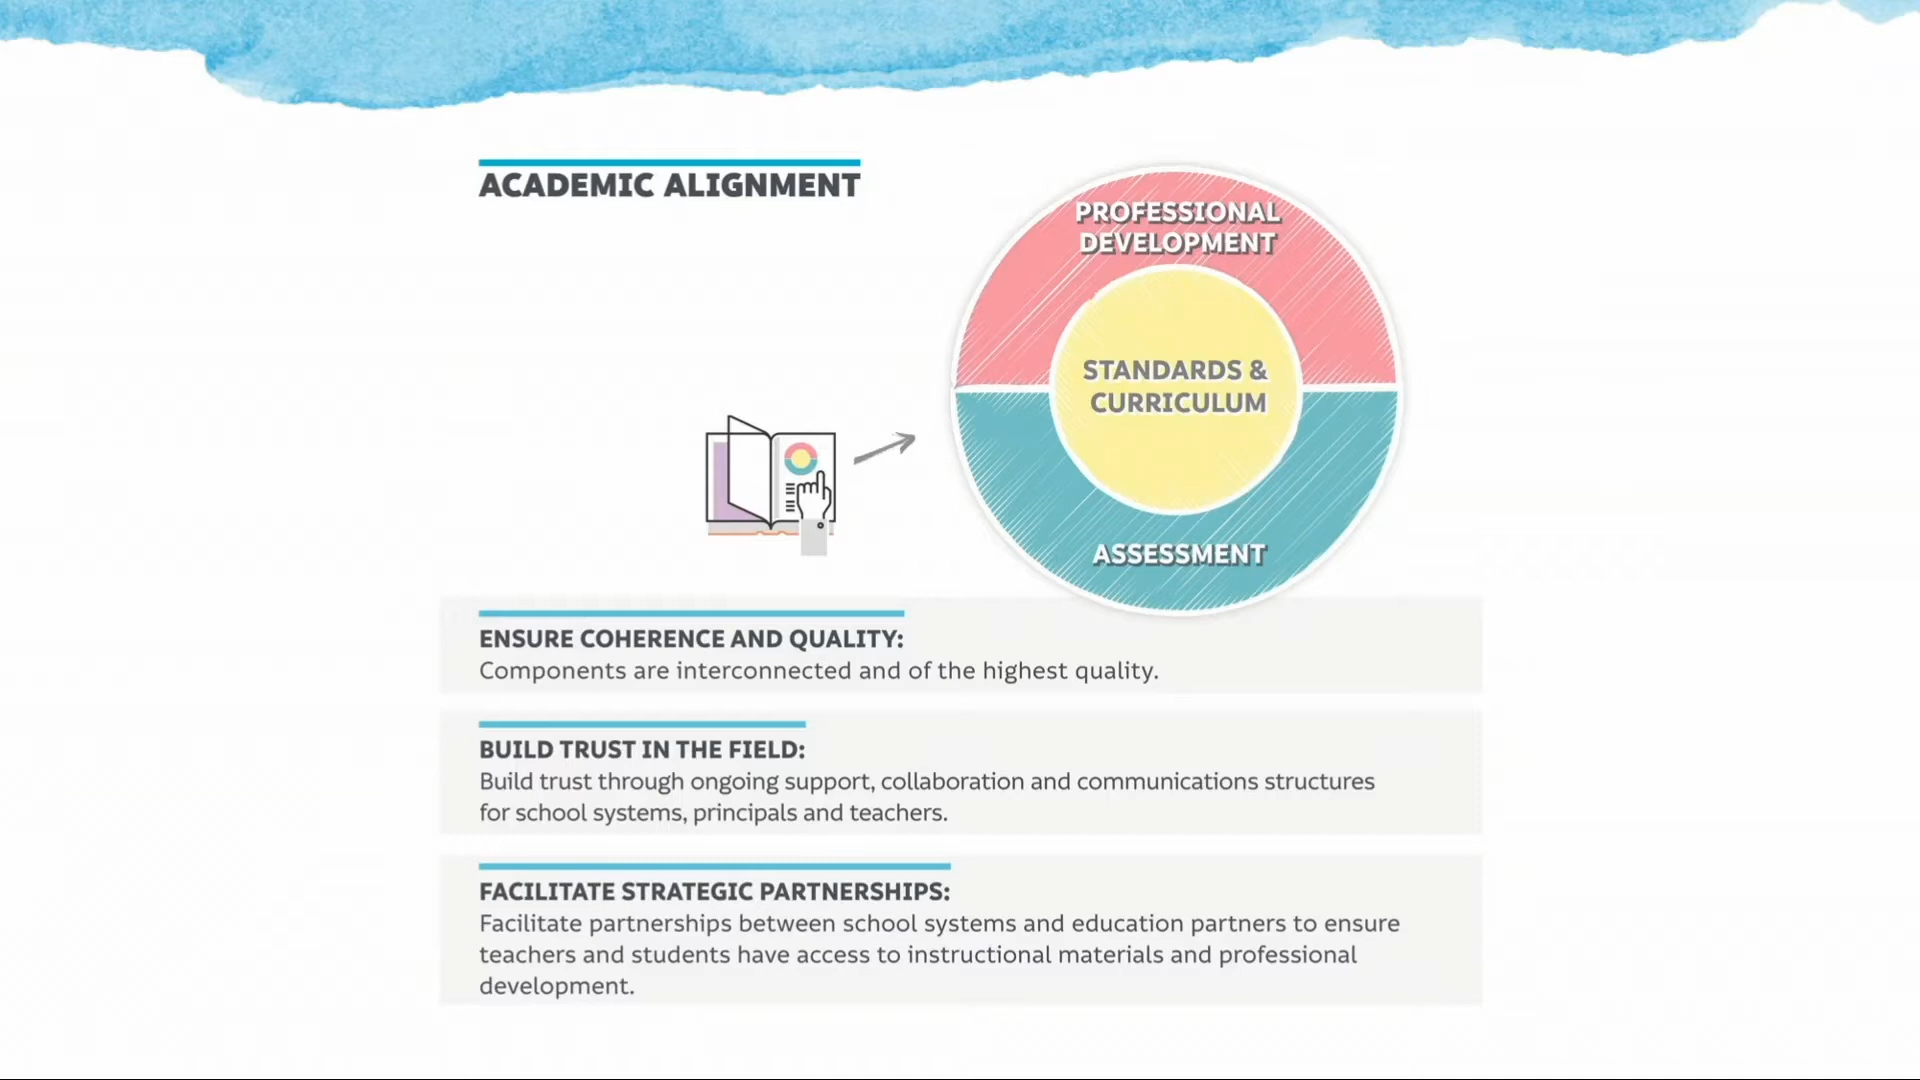 ACADEMIC ALIGNMENT
PROFESSIONAL
DEVELOPMENT
STANDARDS &
CURRICULUM
ASSESSMENT
ENSURE COHERENCE AND QUALITY:
Components are interconnected and of the highest quality.
BUILD TRUST IN THE FIELD:
Build trust through ongoing support, collaboration and communications structures
for school systems, principals and teachers.
FACILITATE STRATEGIC PARTNERSHIPS:
Facilitate partnerships between school systems and education partners to ensure
teachers and students have access to instructional materials and professional
development.